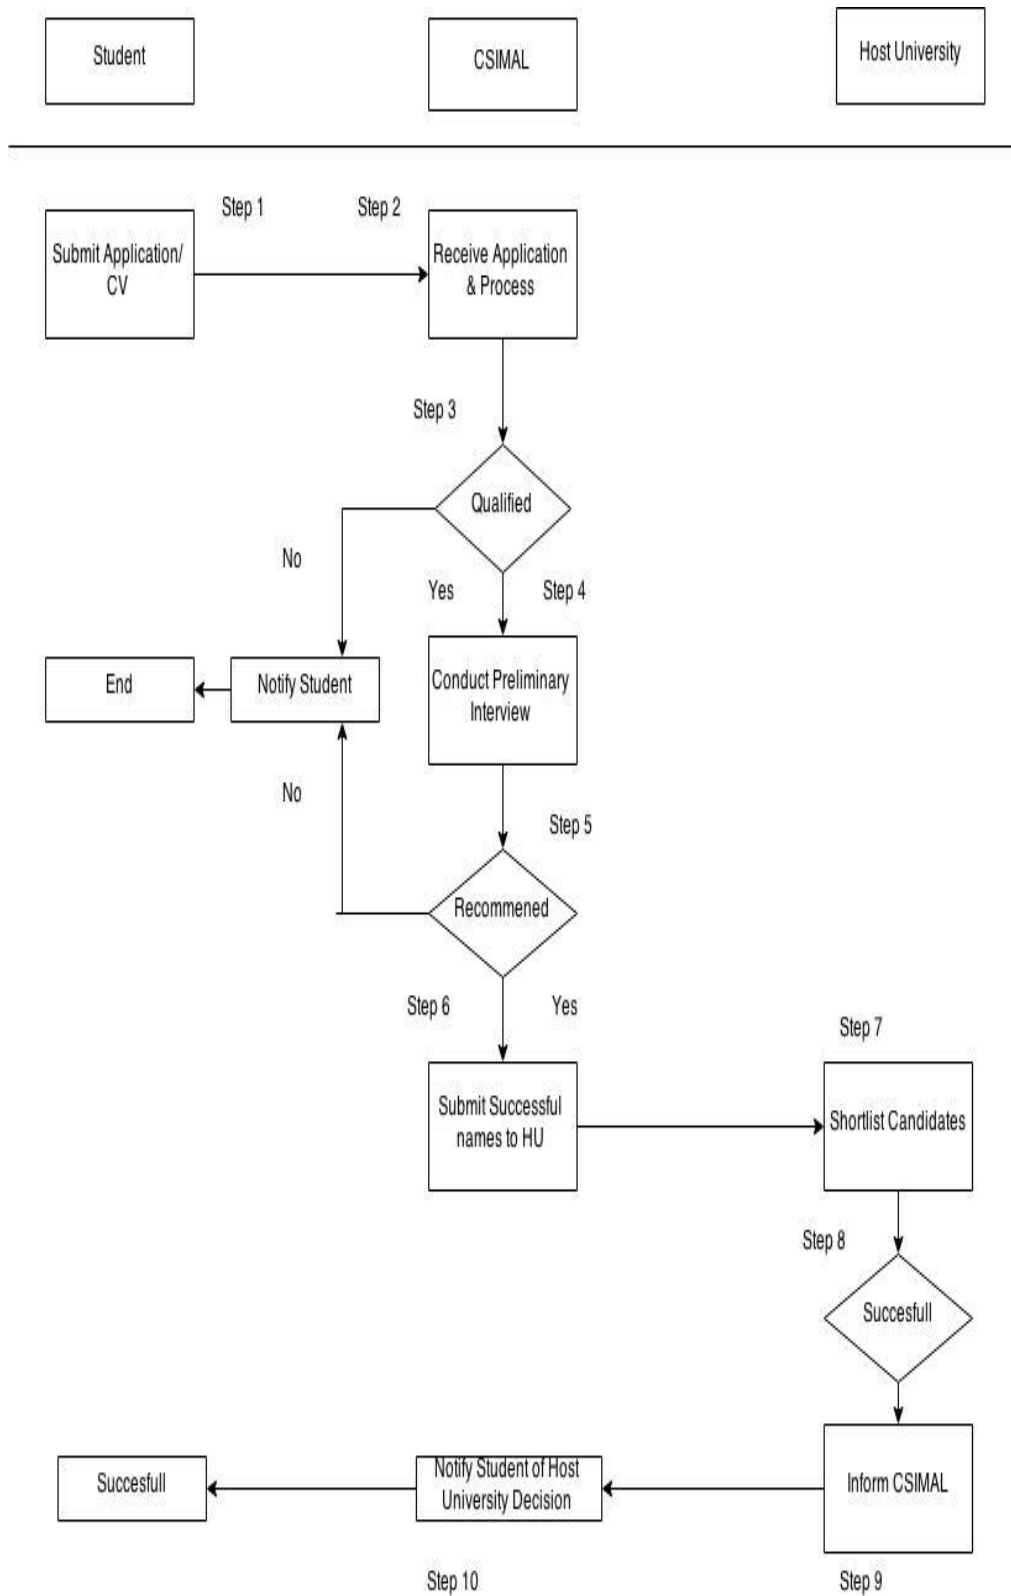 Student
CSIMAL
Host University
Step 1
Step 2
Submit Application/
CV
Receive Application
& Process
Step 3
Qualified
No
Yes
Step 4
End
Notify Student
Conduct Preliminary
Interview
No
Step 5
Recommened
Step 6
Yes
Step 7
Submit Successful
names to HU
Shortlist Candidates
Step 8
Succesfull
Succesfull
Notify Student of Host
University Decision
Inform CSIMAL
Step 10
Step 9